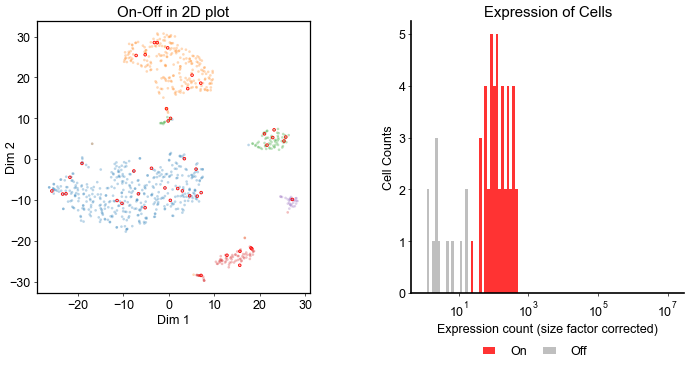 On-Off in 2D plot
Dim 2
30
20
10
0
−10
−20
−30
−20
−10
0
10
20
30
Dim 1
Expression of Cells
Cell Counts
5
4
3
2
1
0
10^1
10^3
10^5
10^7
Expression count (size factor corrected)
On
Off